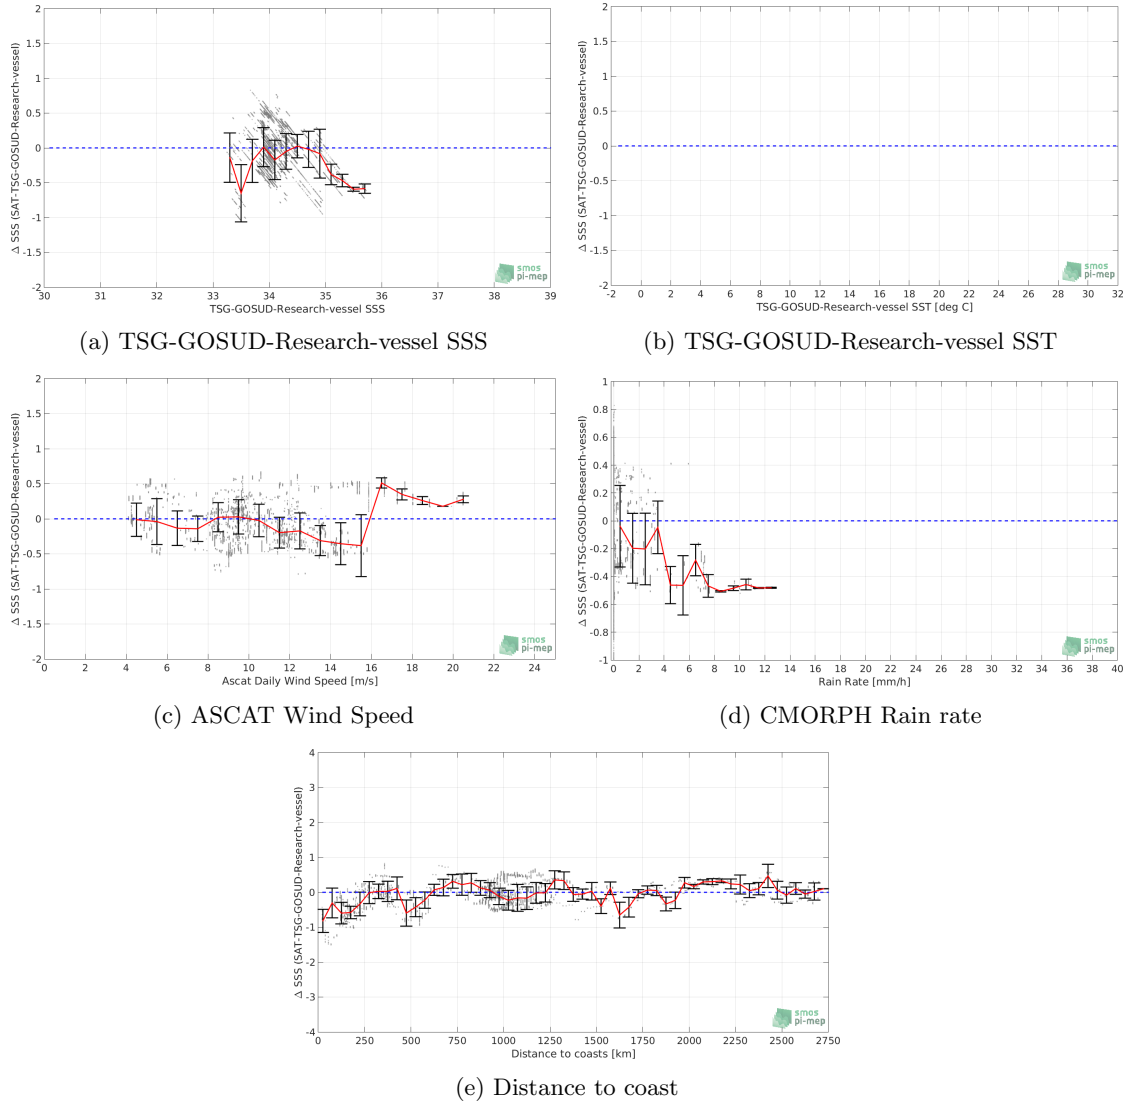 Δ SSS (SAT-TSG-GOSUD-Research-vessel)
2
1.5
1
0.5
0
-0.5
-1
-1.5
-2
30 31 32 33 34 35 36 37 38 39
TSG-GOSUD-Research-vessel SSS
smos
pi-mep
(a) TSG-GOSUD-Research-vessel SSS
Δ SSS (SAT-TSG-GOSUD-Research-vessel)
2
1.5
1
0.5
0
-0.5
-1
-1.5
-2
-2 0 2 4 6 8 10 12 14 16 18 20 22 24 26 28 30 32
TSG-GOSUD-Research-vessel SST [deg C]
smos
pi-mep
(b) TSG-GOSUD-Research-vessel SST
Δ SSS (SAT-TSG-GOSUD-Research-vessel)
2
1.5
1
0.5
0
-0.5
-1
-1.5
-2
0 2 4 6 8 10 12 14 16 18 20 22 24
Ascat Daily Wind Speed [m/s]
smos
pi-mep
(c) ASCAT Wind Speed
Δ SSS (SAT-TSG-GOSUD-Research-vessel)
1
0.8
0.6
0.4
0.2
0
-0.2
-0.4
-0.6
-0.8
-1
0 2 4 6 8 10 12 14 16 18 20 22 24 26 28 30 32 34 36 38 40
Rain Rate [mm/h]
smos
pi-mep
(d) CMORPH Rain rate
Δ SSS (SAT-TSG-GOSUD-Research-vessel)
4
3
2
1
0
-1
-2
-3
-4
0 250 500 750 1000 1250 1500 1750 2000 2250 2500 2750
Distance to coasts [km]
smos
pi-mep
(e) Distance to coast